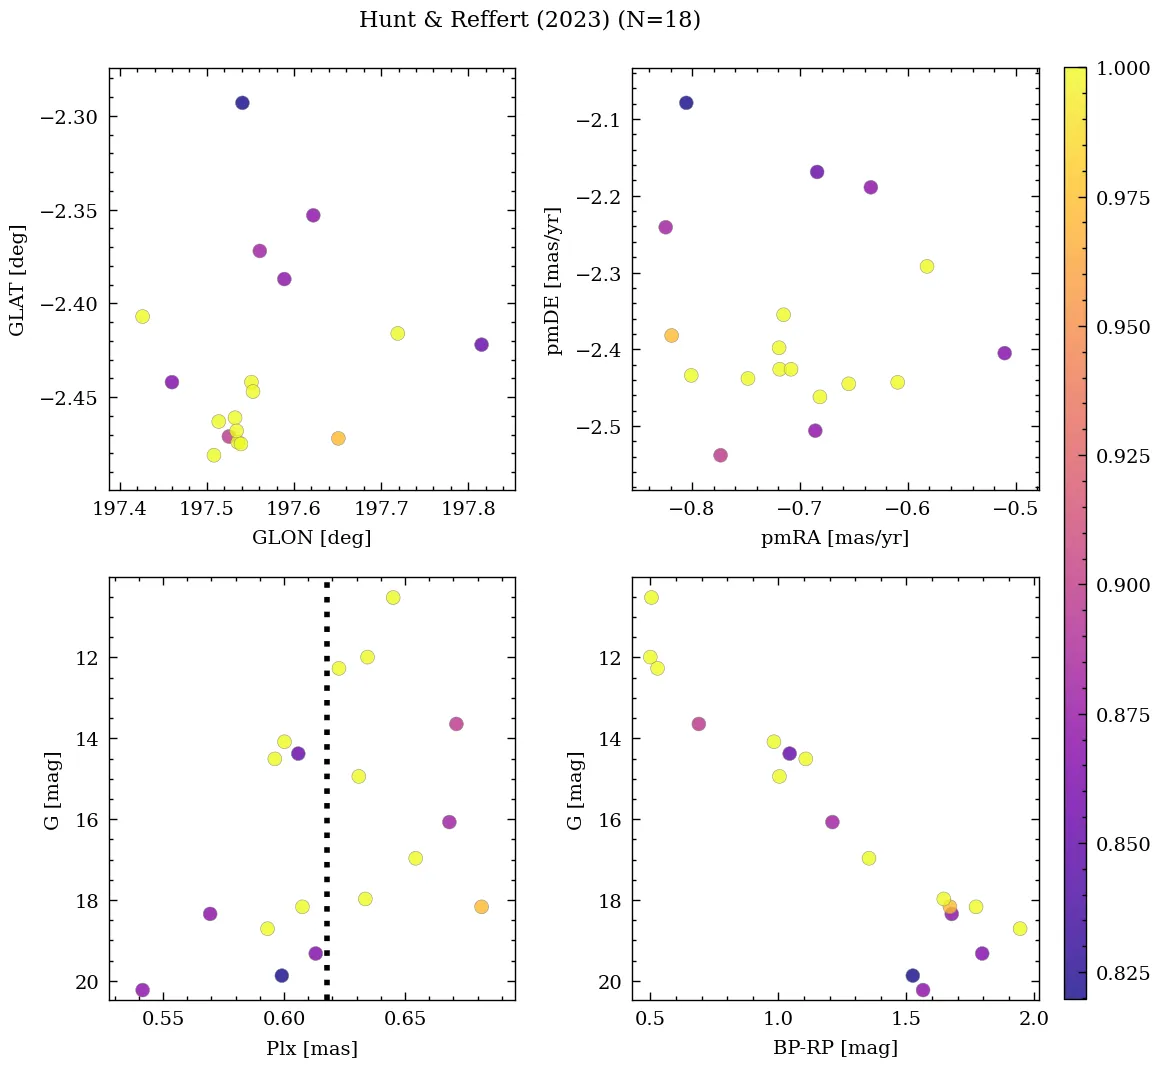 Hunt & Reffert (2023) (N=18)
−2.30
−2.35
−2.40
−2.45
GLAT [deg]
197.4 197.5 197.6 197.7 197.8
GLON [deg]
−2.1
−2.2
−2.3
−2.4
−2.5
pmDE [mas/yr]
−0.8 −0.7 −0.6 −0.5
pmRA [mas/yr]
12
14
16
18
20
G [mag]
0.55 0.60 0.65
Plx [mas]
12
14
16
18
20
G [mag]
0.5 1.0 1.5 2.0
BP-RP [mag]
1.000
0.975
0.950
0.925
0.900
0.875
0.850
0.825